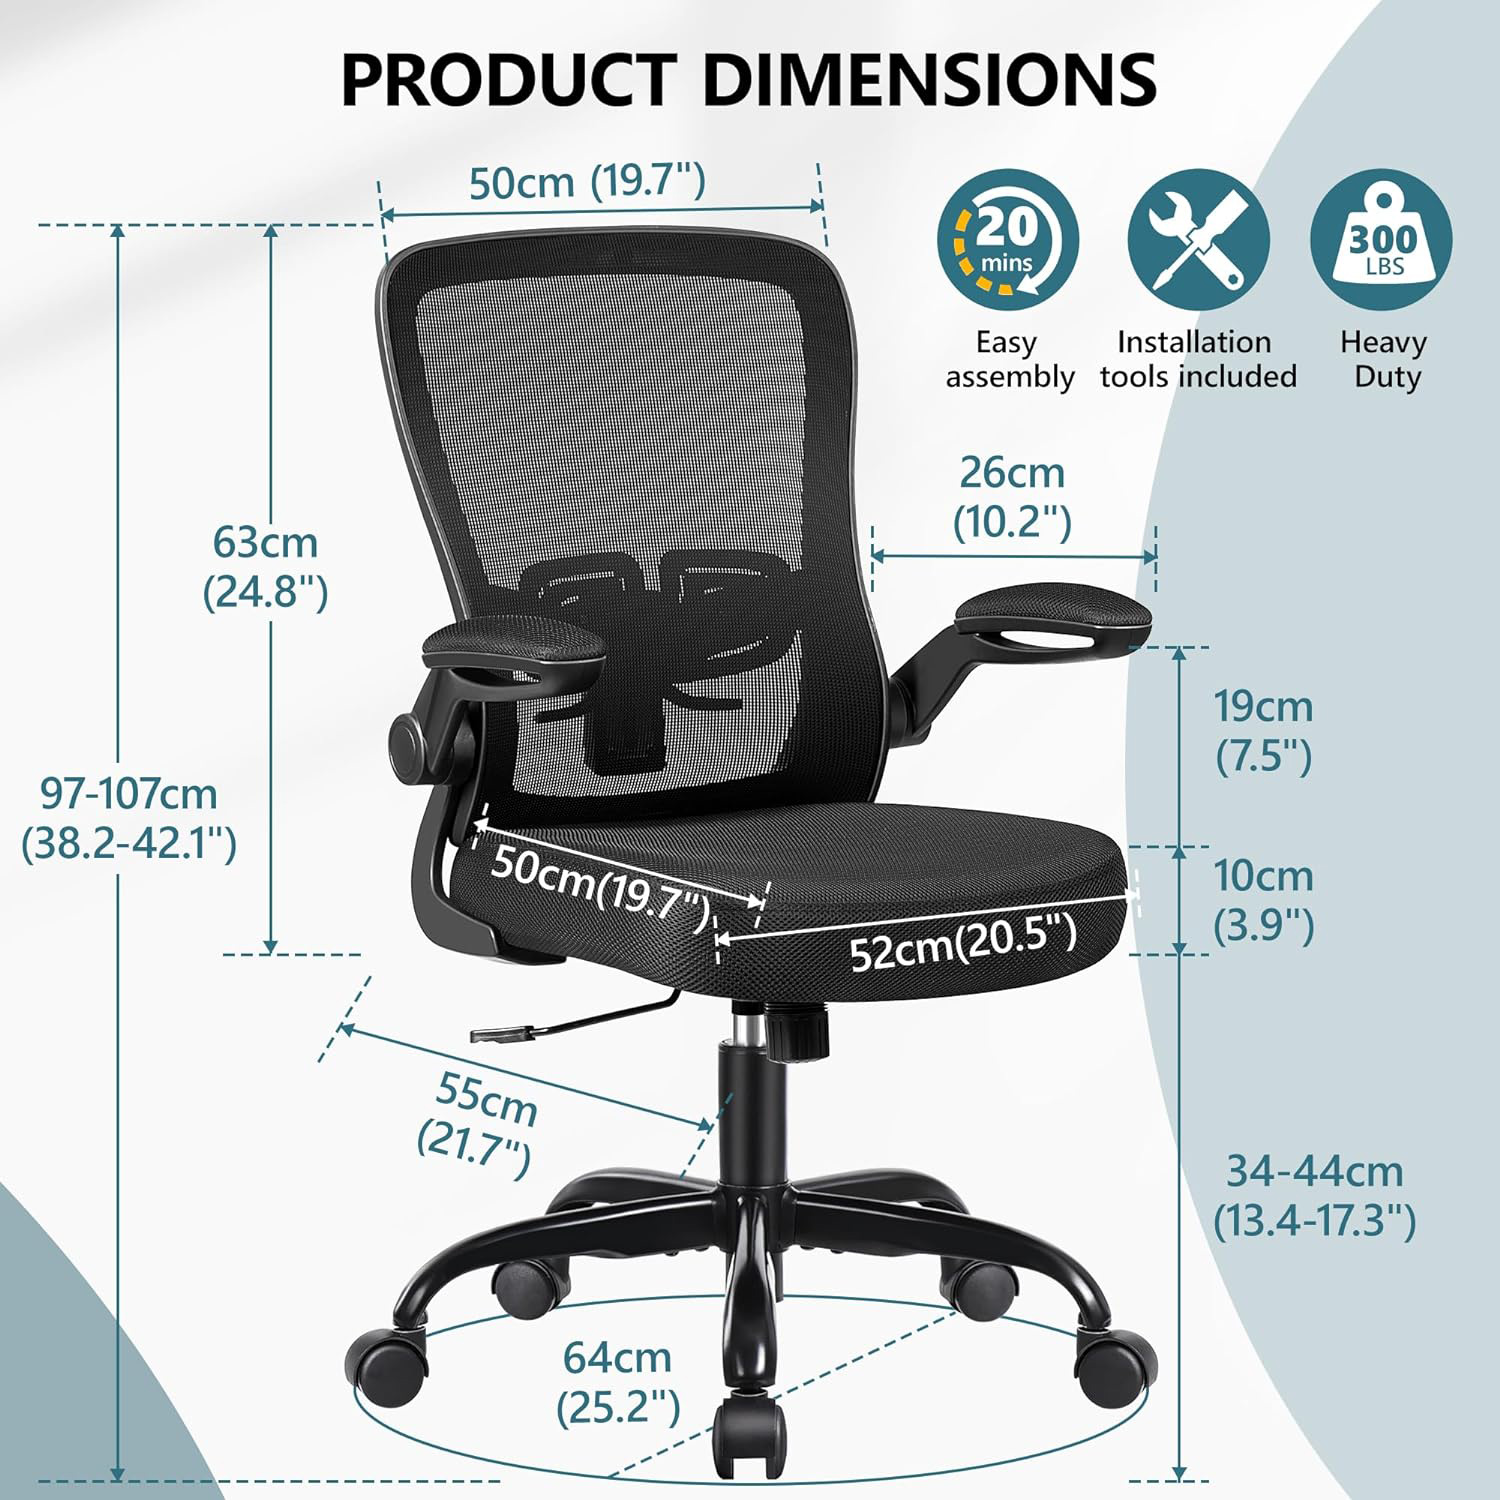 PRODUCT DIMENSIONS
50cm (19.7")
20
mins
Easy
assembly
Installation
tools included
300
LBS
Heavy
Duty
26cm
(10.2")
63cm
(24.8")
19cm
(7.5")
97-107cm
(38.2-42.1")
50cm(19.7")
52cm(20.5")
10cm
(3.9")
55cm
(21.7")
34-44cm
(13.4-17.3")
64cm
(25.2")